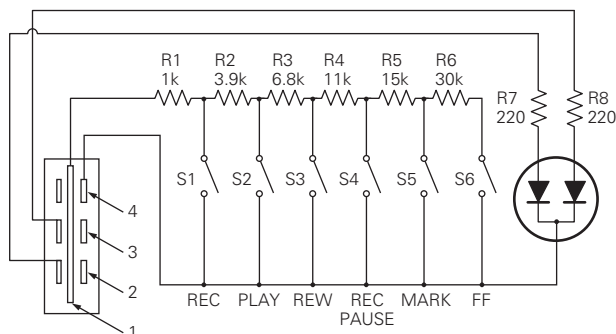 R1 R2 R3 R4 R5 R6
1k 3.9k 6.8k 11k 15k 30k
R7
220
R8
220
S1 S2 S3 S4 S5 S6
4
3
2
1
REC PLAY REW REC MARK FF
PAUSE